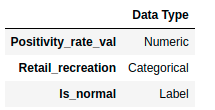 Data Type
Positivity_rate_val Numeric
Retail_recreation Categorical
Is_normal Label